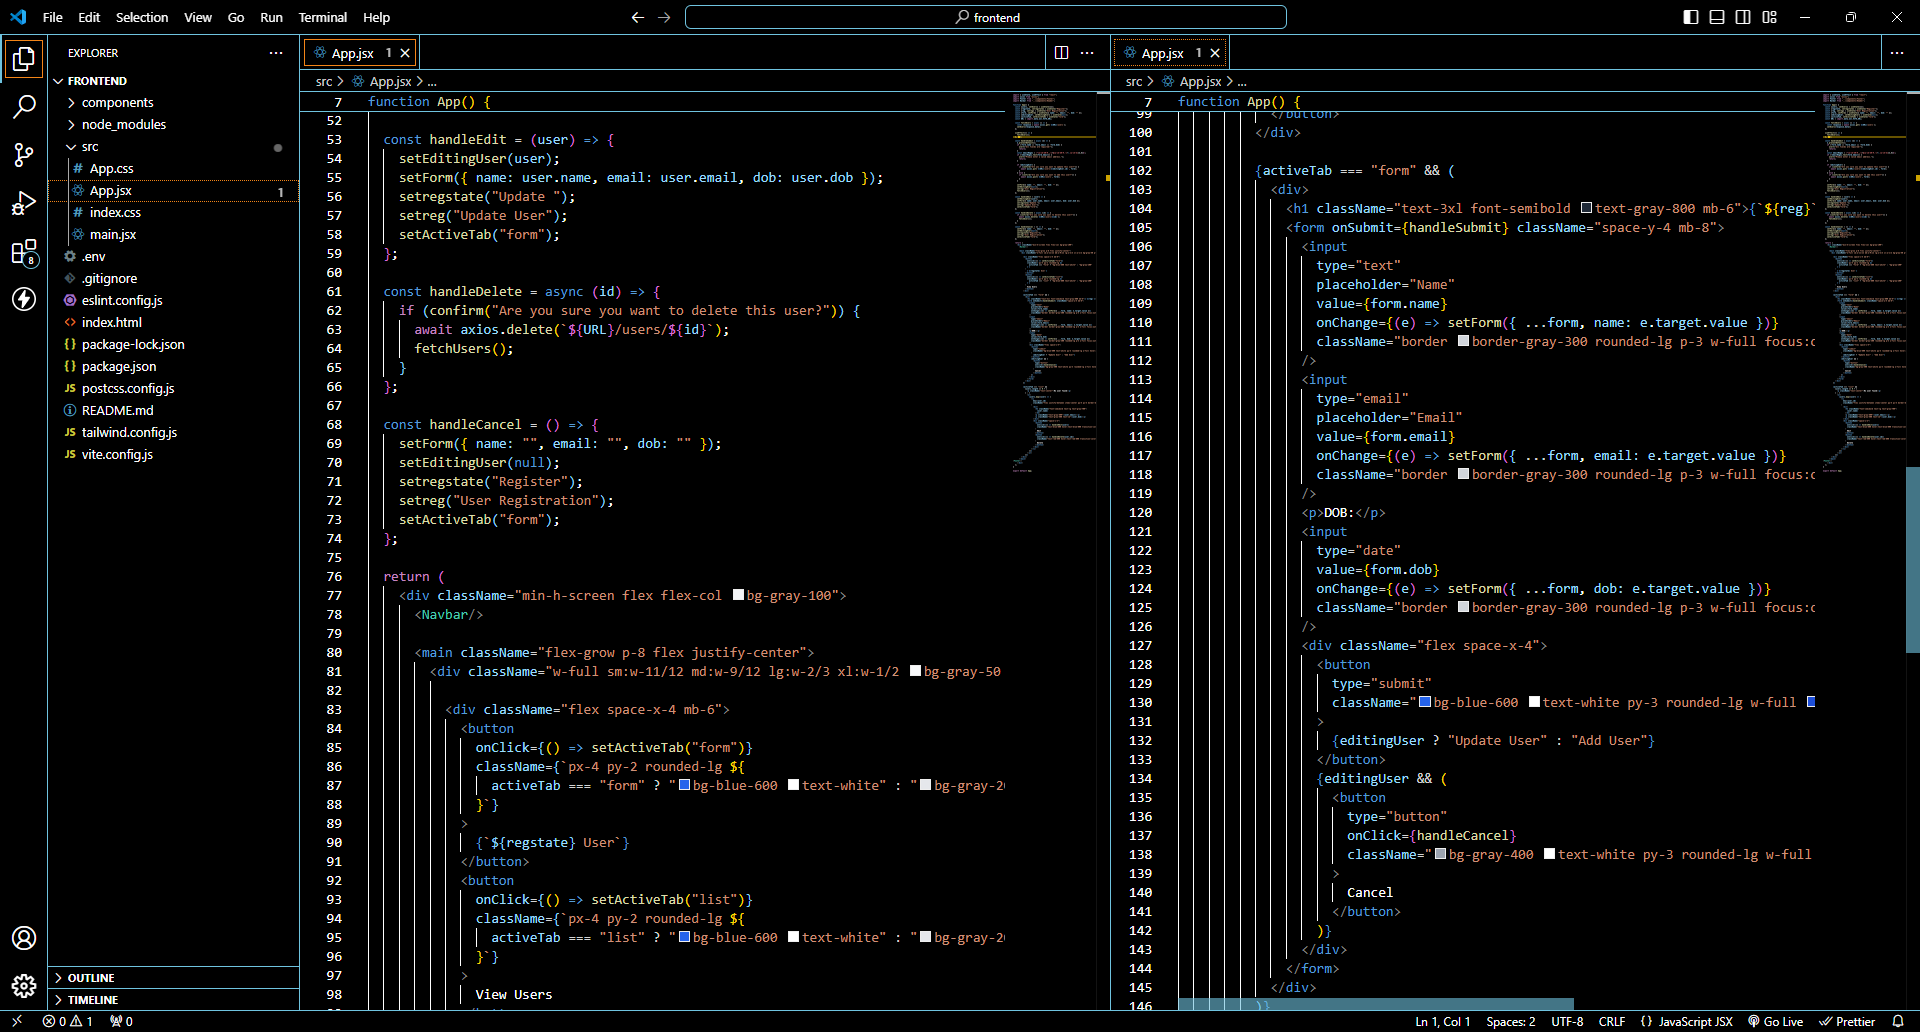 File Edit Selection View Go Run Terminal Help
frontend
EXPLORER
FRONTEND
components
node_modules
src
# App.css
App.jsx 1
# index.css
main.jsx
.env
.gitignore
eslint.config.js
<> index.html
{} package-lock.json
{} package.json
JS postcss.config.js
README.md
JS tailwind.config.js
JS vite.config.js
OUTLINE
TIMELINE
8
App.jsx 1
src > App.jsx > ...
7 function App() {
52
53 const handleEdit = (user) => {
54 setEditingUser(user);
55 setForm({ name: user.name, email: user.email, dob: user.dob });
56 setregstate("Update ");
57 setreg("Update User");
58 setActiveTab("form");
59 };
60
61 const handleDelete = async (id) => {
62 if (confirm("Are you sure you want to delete this user?")) {
63 await axios.delete(`${URL}/users/${id}`);
64 fetchUsers();
65 }
66 };
67
68 const handleCancel = () => {
69 setForm({ name: "", email: "", dob: "" });
70 setEditingUser(null);
71 setregstate("Register");
72 setreg("User Registration");
73 setActiveTab("form");
74 };
75
76 return (
77 <div className="min-h-screen flex flex-col bg-gray-100">
78 <Navbar/>
79
80 <main className="flex-grow p-8 flex justify-center">
81 <div className="w-full sm:w-11/12 md:w-9/12 lg:w-2/3 xl:w-1/2 bg-gray-50
82
83 <div className="flex space-x-4 mb-6">
84 <button
85 onClick={() => setActiveTab("form")}
86 className={`px-4 py-2 rounded-lg ${
87 activeTab === "form" ? "bg-blue-600 text-white" : "bg-gray-20
88 }`}
89 >
90 {`${regstate} User`}
91 </button>
92 <button
93 onClick={() => setActiveTab("list")}
94 className={`px-4 py-2 rounded-lg ${
95 activeTab === "list" ? "bg-blue-600 text-white" : "bg-gray-20
96 }`}
97 >
98 View Users
App.jsx 1
src > App.jsx > ...
7 function App() {
99 </button>
100 </div>
101
102 {activeTab === "form" && (
103 <div>
104 <h1 className="text-3xl font-semibold text-gray-800 mb-6">{`${reg}`
105 <form onSubmit={handleSubmit} className="space-y-4 mb-8">
106 <input
107 type="text"
108 placeholder="Name"
109 value={form.name}
110 onChange={(e) => setForm({ ...form, name: e.target.value })}
111 className="border border-gray-300 rounded-lg p-3 w-full focus:o
112 />
113 <input
114 type="email"
115 placeholder="Email"
116 value={form.email}
117 onChange={(e) => setForm({ ...form, email: e.target.value })}
118 className="border border-gray-300 rounded-lg p-3 w-full focus:o
119 />
120 <p>DOB:</p>
121 <input
122 type="date"
123 value={form.dob}
124 onChange={(e) => setForm({ ...form, dob: e.target.value })}
125 className="border border-gray-300 rounded-lg p-3 w-full focus:o
126 />
127 <div className="flex space-x-4">
128 <button
129 type="submit"
130 className="bg-blue-600 text-white py-3 rounded-lg w-full
131 >
132 {editingUser ? "Update User" : "Add User"}
133 </button>
134 {editingUser && (
135 <button
136 type="button"
137 onClick={handleCancel}
138 className="bg-gray-400 text-white py-3 rounded-lg w-full
139 >
140 Cancel
141 </button>
142 )}
143 </div>
144 </form>
145 </div>
146 )}
0 1 0
Ln 1, Col 1 Spaces: 2 UTF-8 CRLF {} JavaScript JSX Go Live Prettier